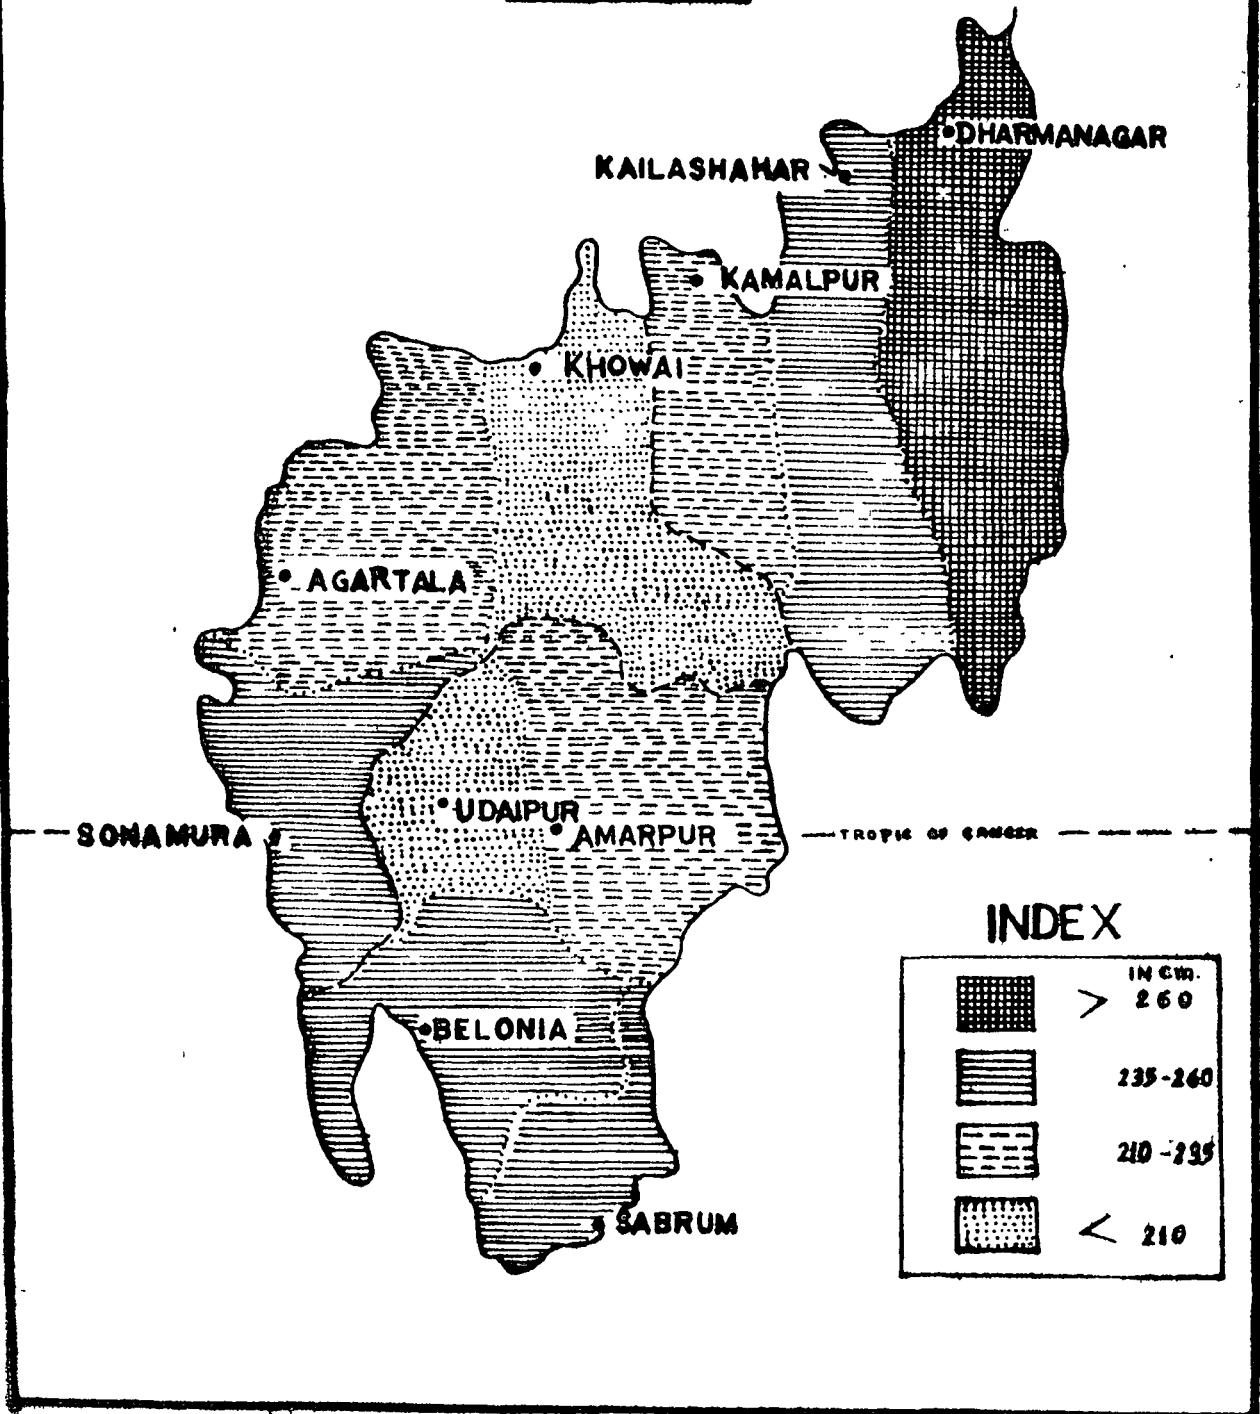 DHARMANAGAR
KAILASHAHAR
KAMALPUR
KHOWAI
AGARTALA
UDAIPUR
SONAMURA
AMARPUR
TROPIC OF CANCER
INDEX
IN CM.
> 260
235-260
210-235
< 210
BELONIA
SABRUM